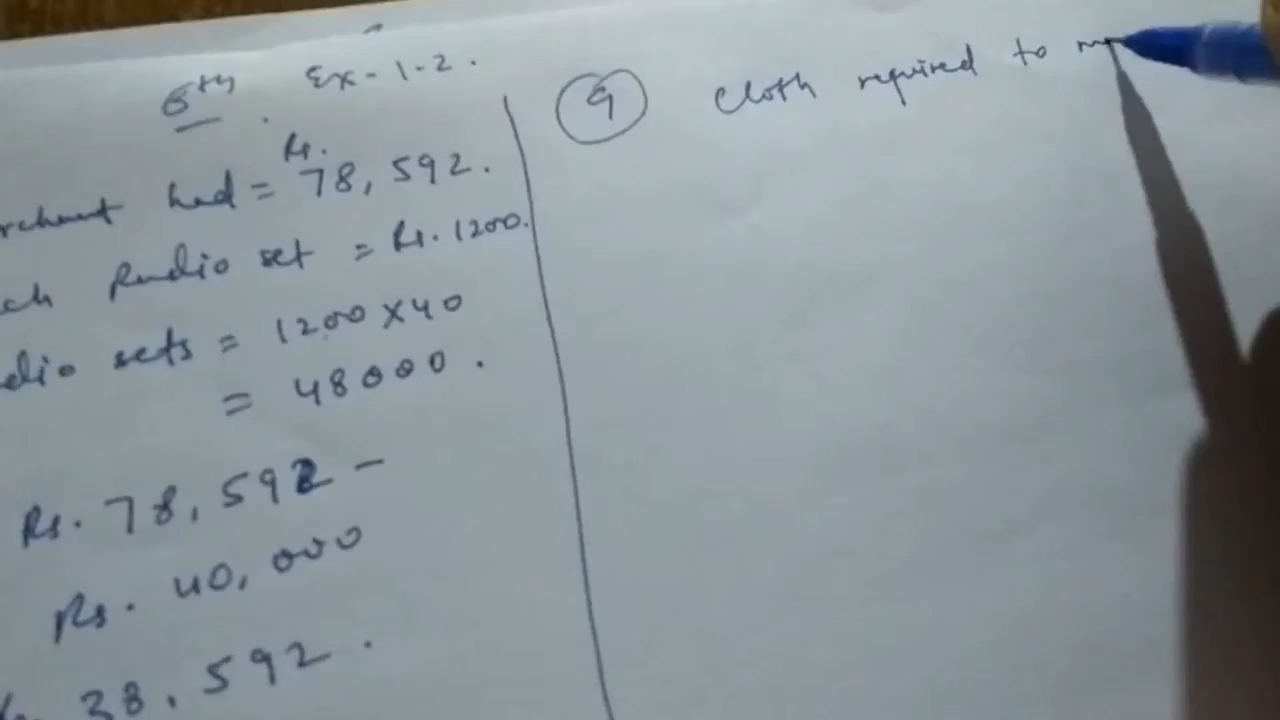 6th Ex-1-2.
rchant had = Rs. 78,592.
ch Radio set = Rs. 1200.
dio sets = 1200 x 40
= 48000.
Rs. 78,592 -
Rs. 40,000
38,592.
9 Cloth required to m